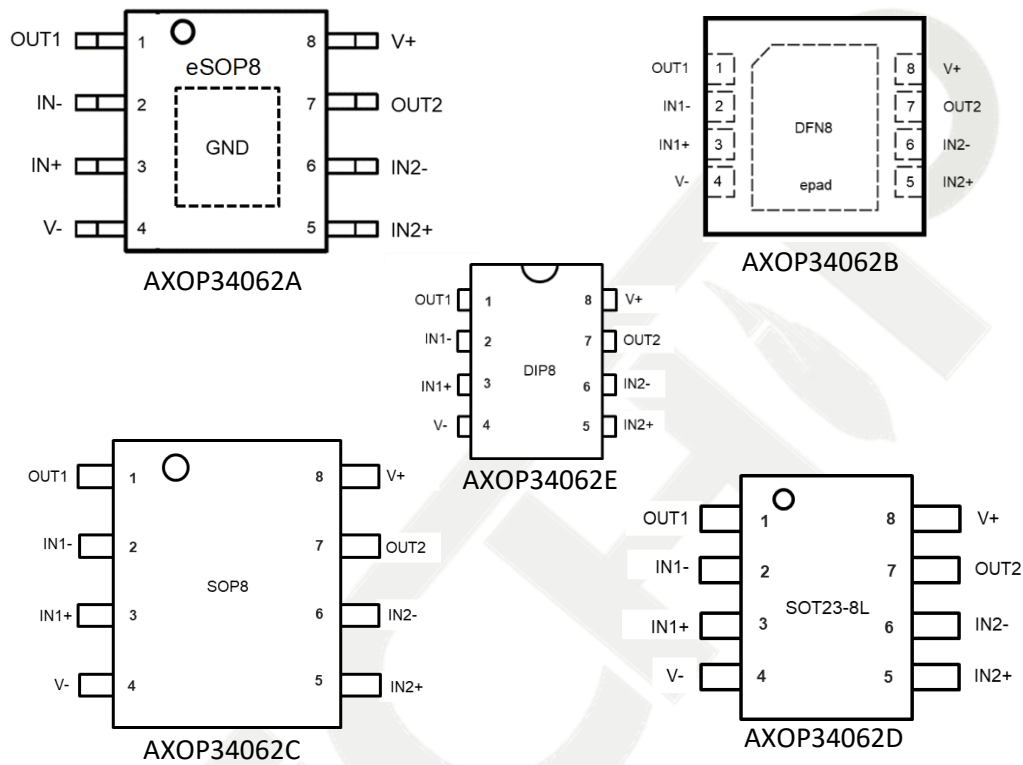 OUT1 1 8 V+
eSOP8
IN- 2 7 OUT2
GND
IN+ 3 6 IN2-
V- 4 5 IN2+
AXOP34062A
OUT1 1 8 V+
IN1- 2 7 OUT2
DFN8
IN1+ 3 6 IN2-
V- 4 epad 5 IN2+
AXOP34062B
OUT1 1 8 V+
IN1- 2 7 OUT2
DIP8
IN1+ 3 6 IN2-
V- 4 5 IN2+
AXOP34062E
OUT1 1 8 V+
IN1- 2 7 OUT2
SOP8
IN1+ 3 6 IN2-
V- 4 5 IN2+
AXOP34062C
OUT1 1 8 V+
IN1- 2 7 OUT2
SOT23-8L
IN1+ 3 6 IN2-
V- 4 5 IN2+
AXOP34062D